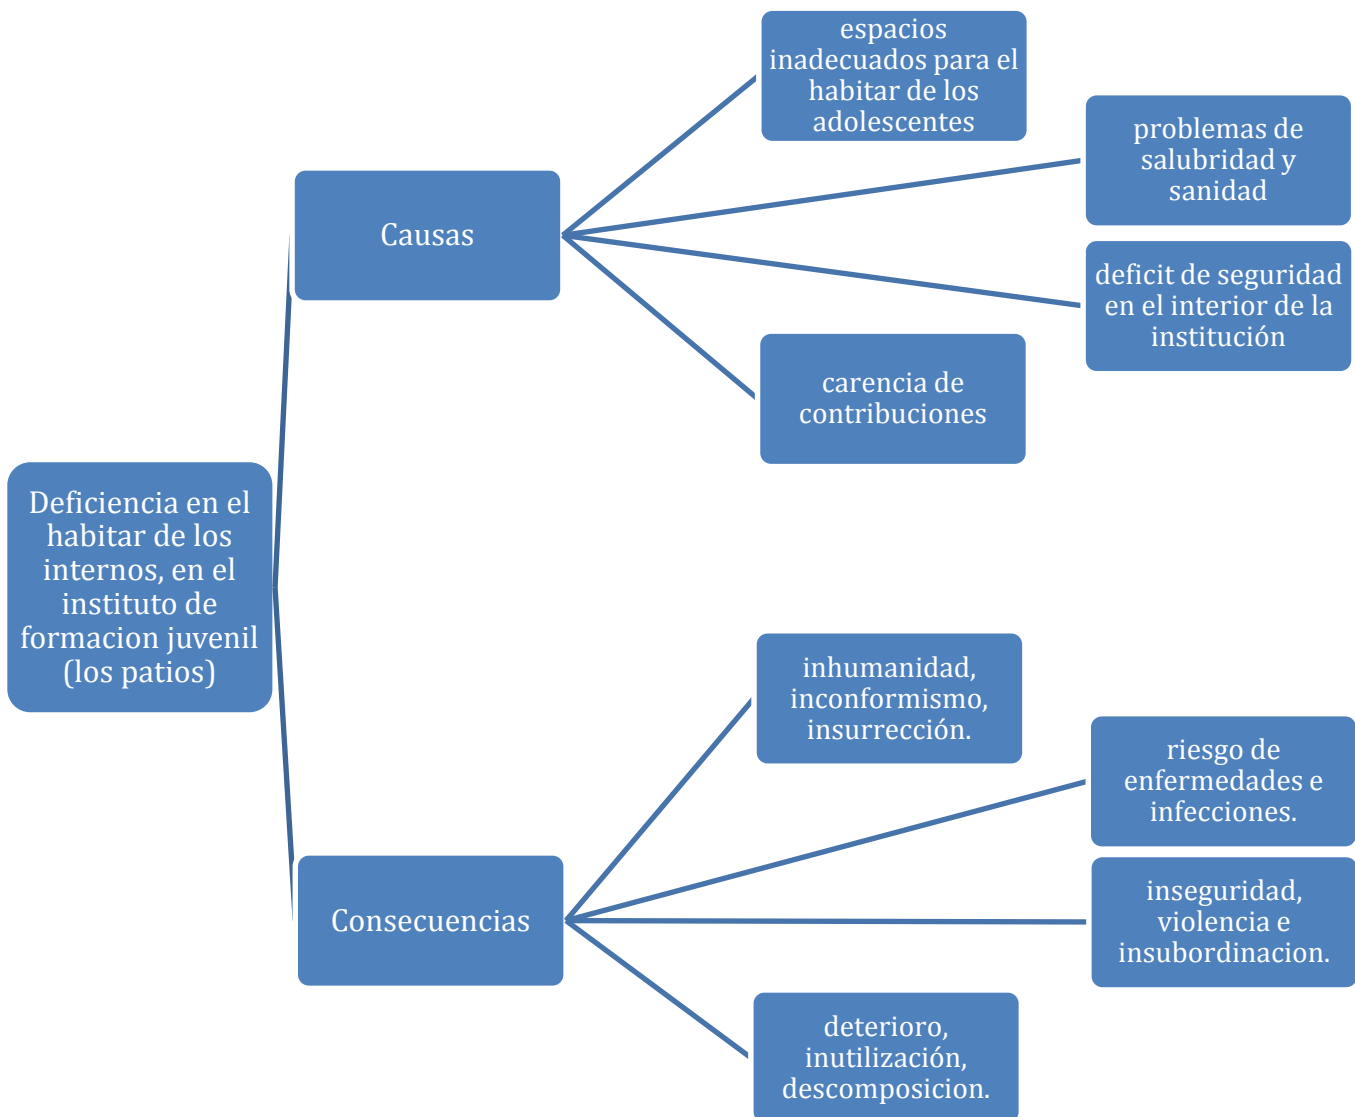 Deficiencia en el
habitar de los
internos, en el
instituto de
formacion juvenil
(los patios)
Causas
espacios
inadecuados para el
habitar de los
adolescentes
problemas de
salubridad y
sanidad
deficit de seguridad
en el interior de la
institución
carencia de
contribuciones
Consecuencias
inhumanidad,
inconformismo,
insurrección.
riesgo de
enfermedades e
infecciones.
inseguridad,
violencia e
insubordinacion.
deterioro,
inutilización,
descomposicion.